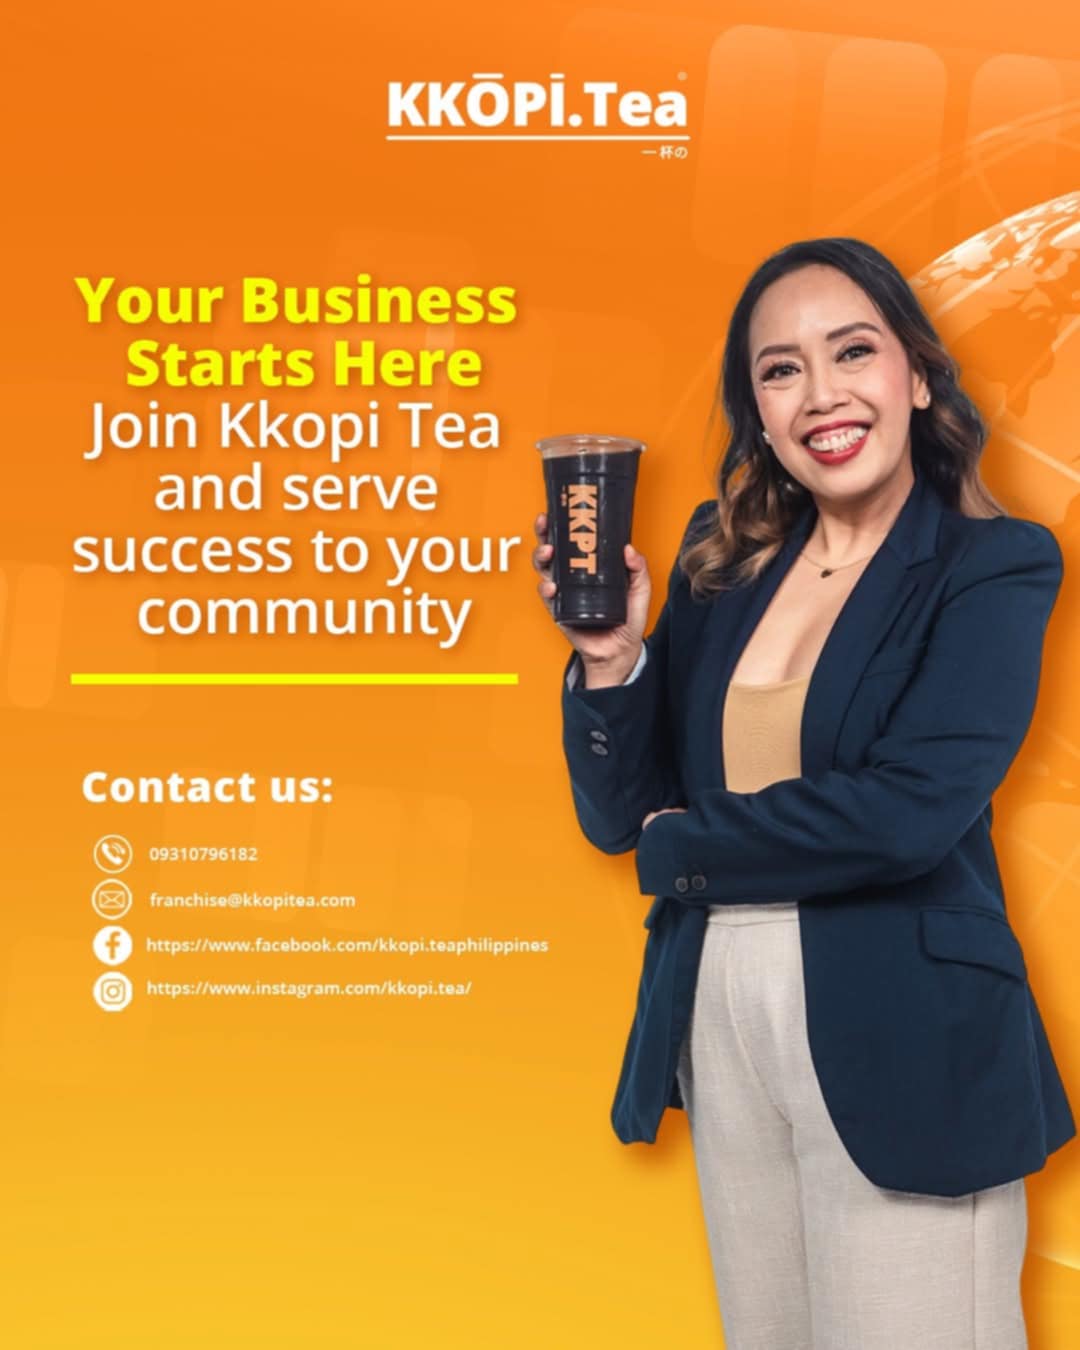 KKŌPI.Tea
一杯の
Your Business
Starts Here
Join Kkopi Tea
and serve
success to your
community
KKPT.
Contact us:
09310796182
franchise@kkopitea.com
https://www.facebook.com/kkopi.teaphilippines
https://www.instagram.com/kkopi.tea/